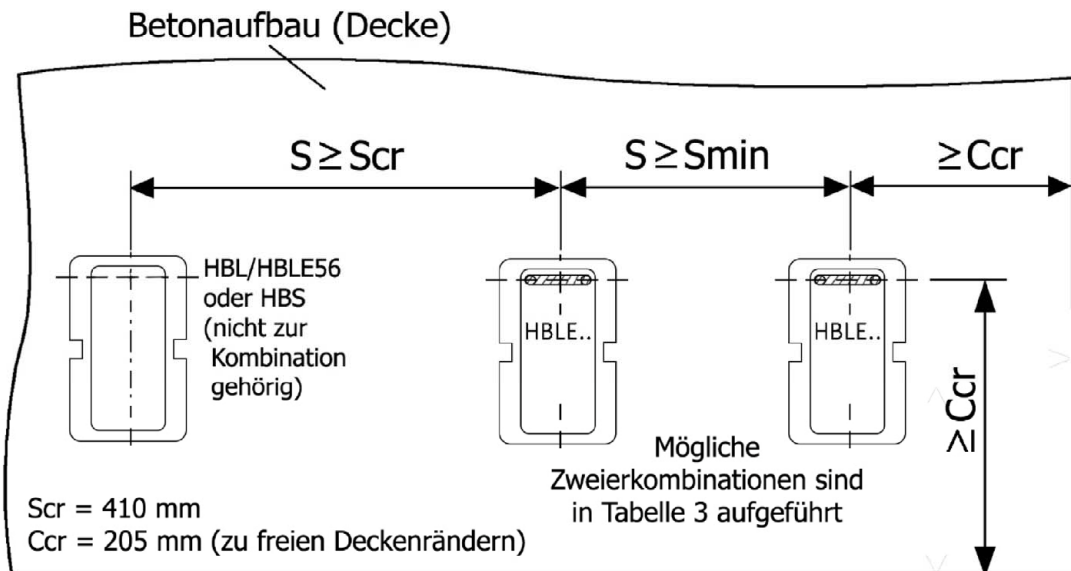 Betonaufbau (Decke)
S ≥ Scr
S ≥ Smin
≥Ccr
HBL/HBLE56
oder HBS
(nicht zur
Kombination
gehörig)
HBLE..
HBLE..
≥Ccr
Mögliche
Zweierkombinationen sind
in Tabelle 3 aufgeführt
Scr = 410 mm
Ccr = 205 mm (zu freien Deckenrändern)